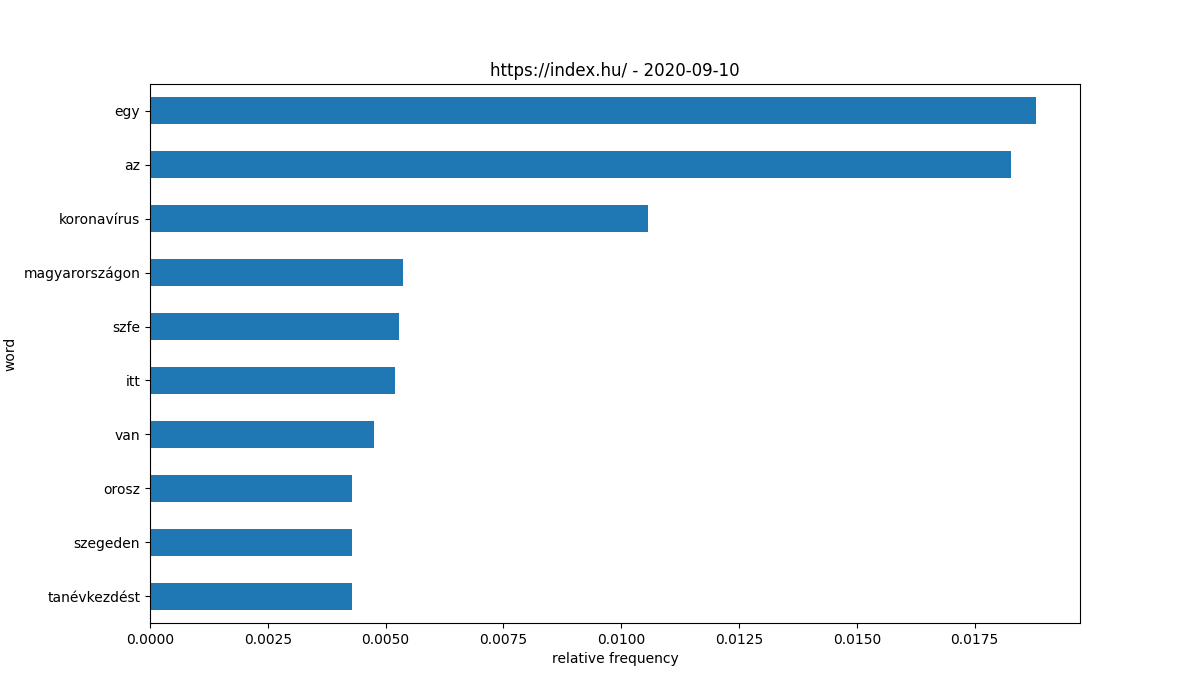 https://index.hu/ - 2020-09-10
egy
az
koronavírus
magyarországon
szfe
itt
van
orosz
szegeden
tanévkezdést
word
0.0000 0.0025 0.0050 0.0075 0.0100 0.0125 0.0150 0.0175
relative frequency